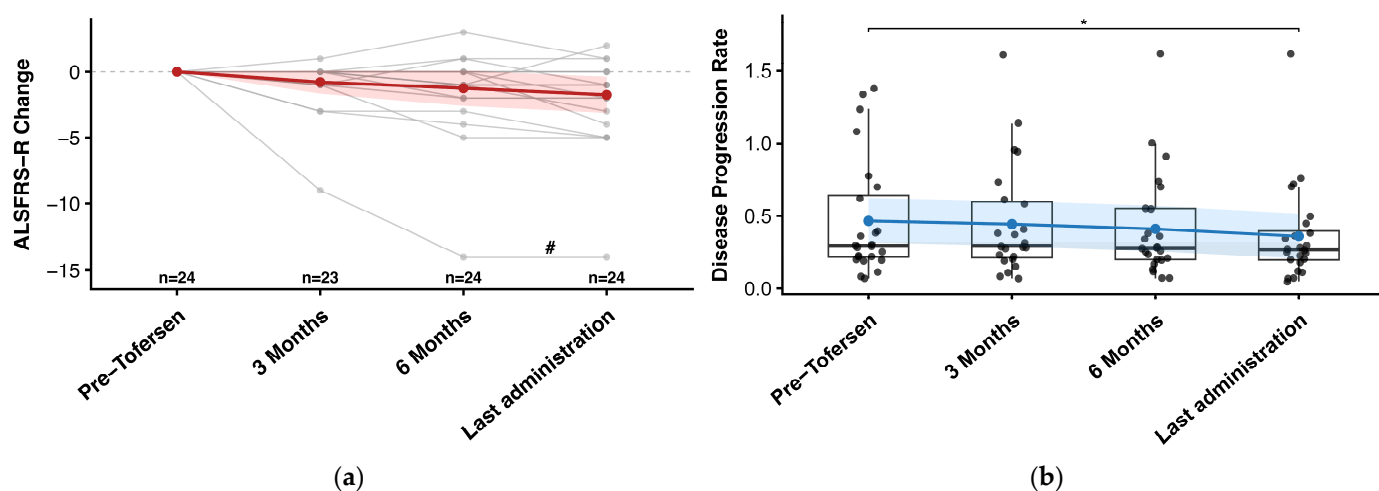 ALSFRS−R Change
0
−5
−10
−15
#
n=24
n=23
n=24
n=24
Pre−Tofersen
3 Months
6 Months
Last administration
(a)
Disease Progression Rate
*
1.5
1.0
0.5
0.0
Pre−Tofersen
3 Months
6 Months
Last administration
(b)